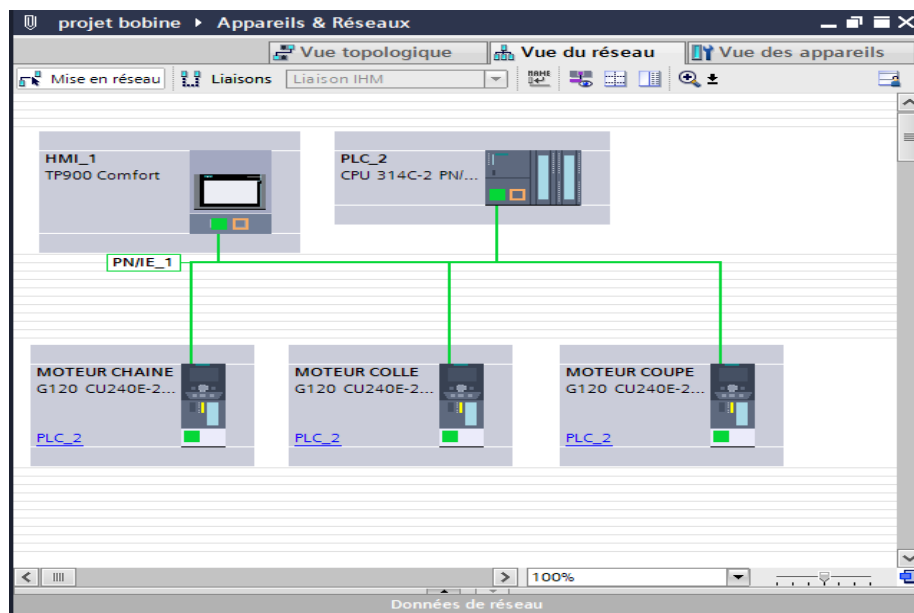 projet bobine ▸ Appareils & Réseaux
Vue topologique Vue du réseau Vue des appareils
Mise en réseau Liaisons Liaison IHM
HMI_1
TP900 Comfort
PLC_2
CPU 314C-2 PN/...
PN/IE_1
MOTEUR CHAINE
G120 CU240E-2...
PLC_2
MOTEUR COLLE
G120 CU240E-2...
PLC_2
MOTEUR COUPE
G120 CU240E-2...
PLC_2
100%
Données de réseau